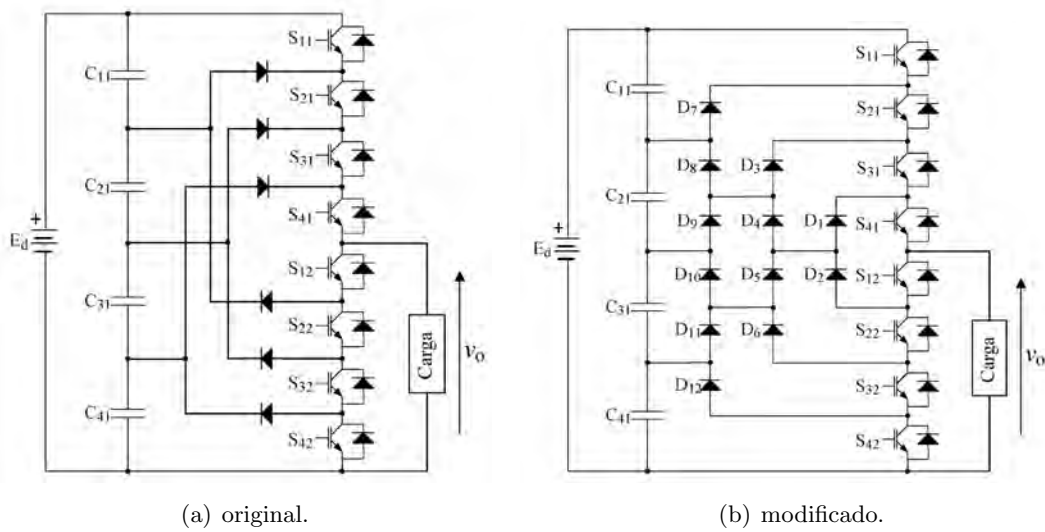 S11
C11
S21
S31
C21
S41
+
Ed
S12
C31
S22
Carga
vo
S32
C41
S42
(a) original.
S11
C11
D7
S21
D8
D3
S31
C21
D9
D4
D1
S41
+
Ed
D10
D5
D2
S12
C31
D11
D6
S22
Carga
vo
D12
S32
C41
S42
(b) modificado.